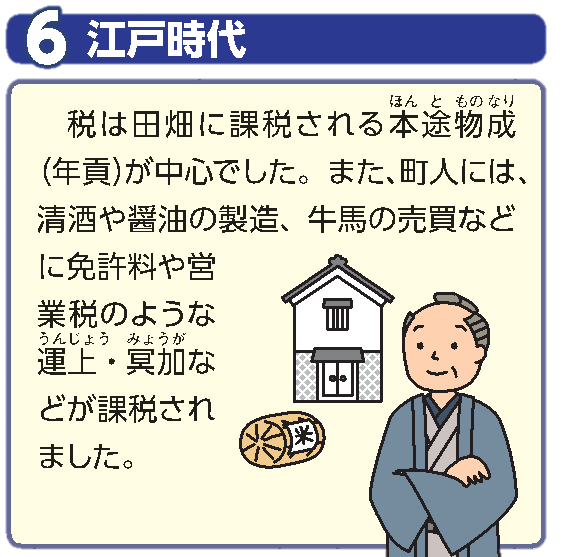 6 江戸時代
ほん と ものなり
税は田畑に課税される本途物成
(年貢)が中心でした。また、町人には、
清酒や醤油の製造、牛馬の売買など
に免許料や営
業税のような
うんじょう みょうが
運上・冥加な
どが課税され
ました。
米